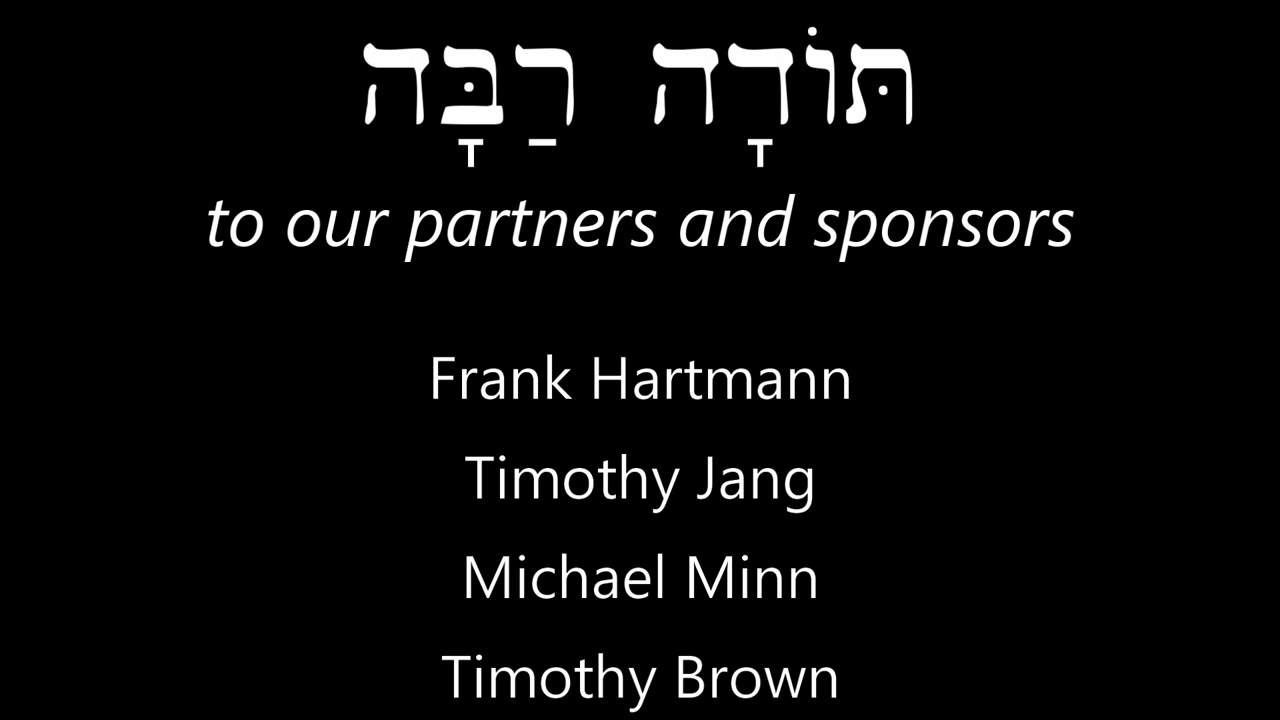 תּוֹדָה רַבָּה
to our partners and sponsors
Frank Hartmann
Timothy Jang
Michael Minn
Timothy Brown